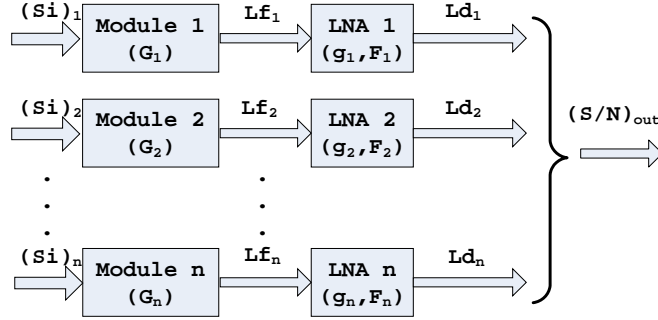 (Si)₁
Module 1
(G₁)
Lf₁
LNA 1
(g₁,F₁)
Ld₁
(Si)₂
Module 2
(G₂)
Lf₂
LNA 2
(g₂,F₂)
Ld₂
(S/N)ₒᵤₜ
(Si)ₙ
Module n
(Gₙ)
Lfₙ
LNA n
(gₙ,Fₙ)
Ldₙ